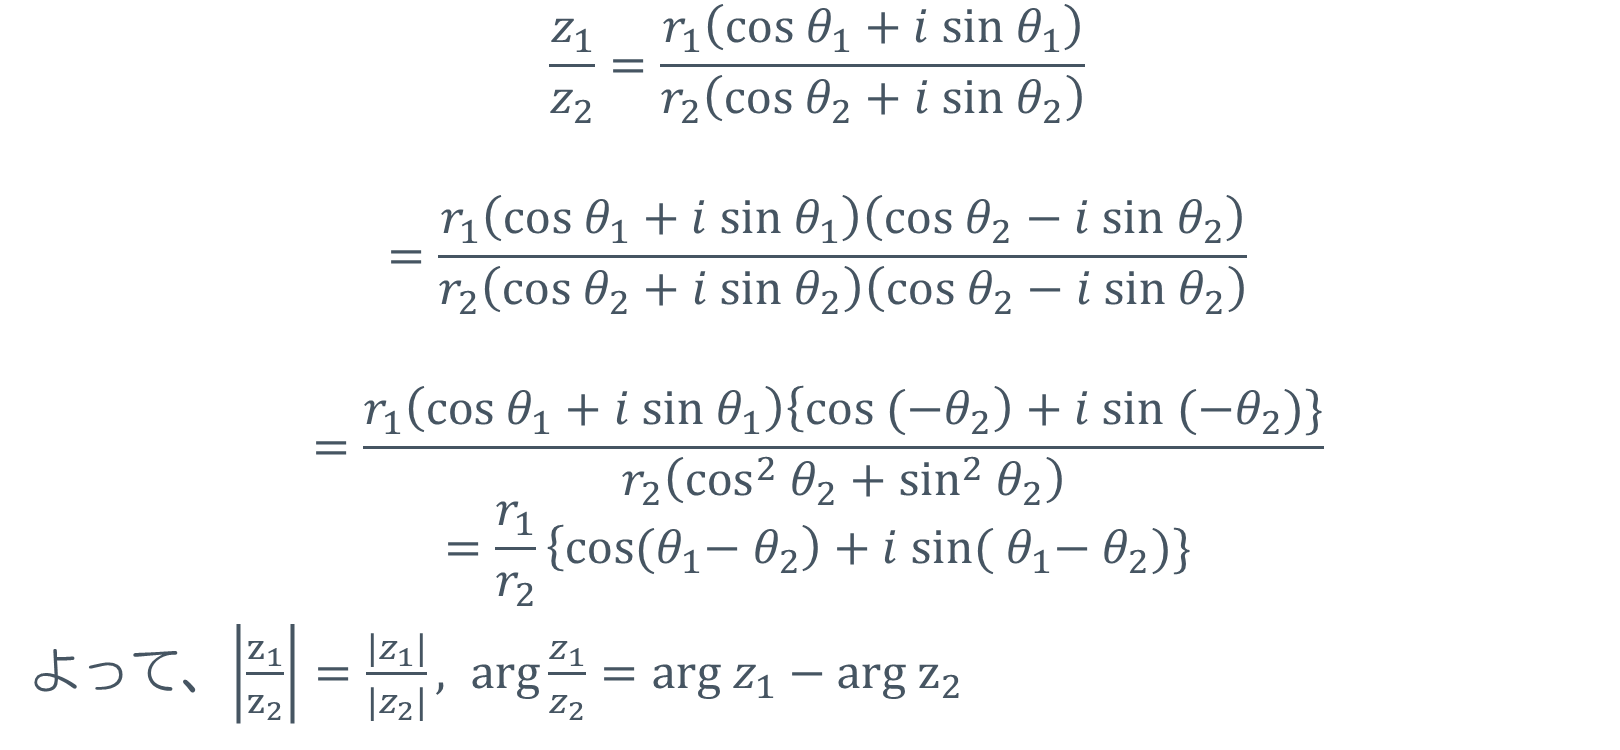 z₁/z₂ = r₁(cos θ₁ + i sin θ₁)/r₂(cos θ₂ + i sin θ₂)
= r₁(cos θ₁ + i sin θ₁)(cos θ₂ − i sin θ₂)/r₂(cos θ₂ + i sin θ₂)(cos θ₂ − i sin θ₂)
= r₁(cos θ₁ + i sin θ₁){cos (−θ₂) + i sin (−θ₂)}/r₂(cos² θ₂ + sin² θ₂)
= r₁/r₂ {cos(θ₁− θ₂) + i sin( θ₁− θ₂)}
よって、|z₁/z₂| = |z₁|/|z₂|, arg z₁/z₂ = arg z₁ − arg z₂